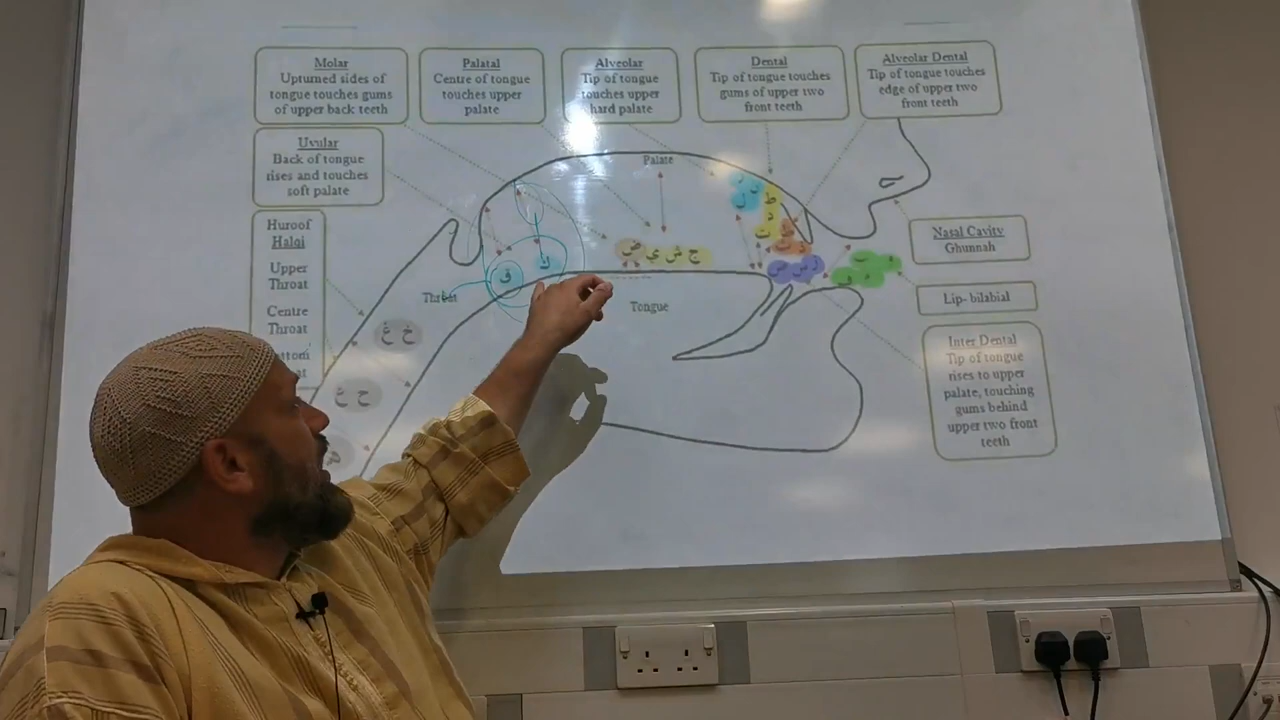 Molar
Upturned sides of
tongue touches gums
of upper back teeth
Palatal
Centre of tongue
touches upper
palate
Alveolar
Tip of tongue
touches upper
hard palate
Dental
Tip of tongue touches
gums of upper two
front teeth
Alveolar Dental
Tip of tongue touches
edge of upper two
front teeth
Uvular
Back of tongue
rises and touches
soft palate
Huroof
Halqi
Upper
Throat
Centre
Throat
Palate
Throat
Tongue
ق
ك
ض
ج ش ي
ط
د
ت
ل
خ غ
ح ع
Nasal Cavity
Ghunnah
Lip- bilabial
Inter Dental
Tip of tongue
rises to upper
palate, touching
gums behind
upper two front
teeth